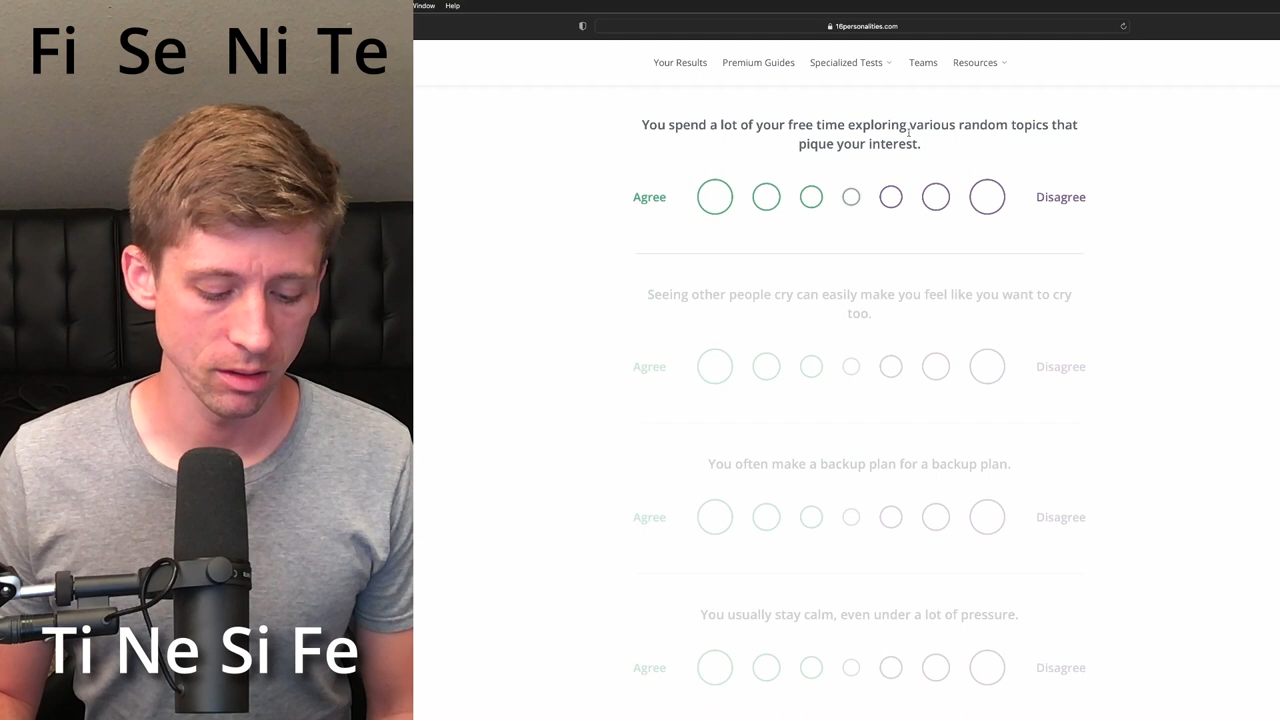 Window Help
16personalities.com
Your Results Premium Guides Specialized Tests Teams Resources
Fi Se Ni Te
You spend a lot of your free time exploring various random topics that
pique your interest.
Agree Disagree
Seeing other people cry can easily make you feel like you want to cry
too.
Agree Disagree
You often make a backup plan for a backup plan.
Agree Disagree
You usually stay calm, even under a lot of pressure.
Agree Disagree
Ti Ne Si Fe